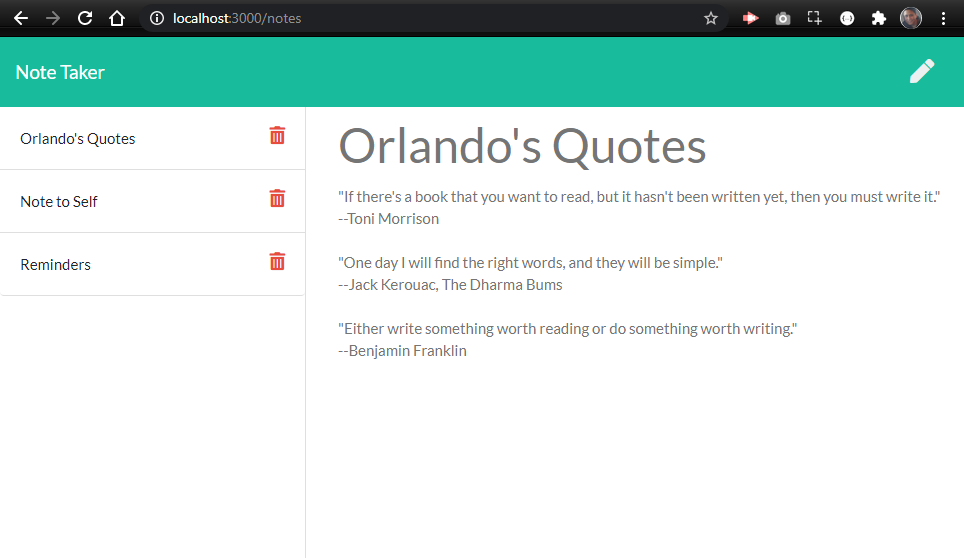 localhost:3000/notes
Note Taker
Orlando's Quotes
Note to Self
Reminders
Orlando's Quotes
"If there's a book that you want to read, but it hasn't been written yet, then you must write it."
--Toni Morrison
"One day I will find the right words, and they will be simple."
--Jack Kerouac, The Dharma Bums
"Either write something worth reading or do something worth writing."
--Benjamin Franklin